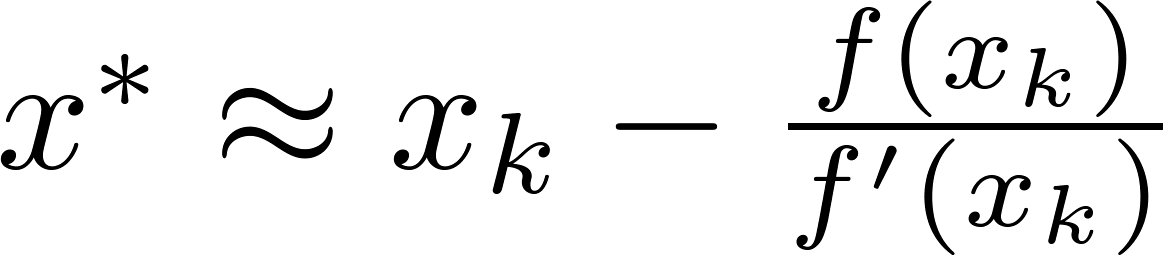 x* ≈ x_k − f(x_k) / f′(x_k)